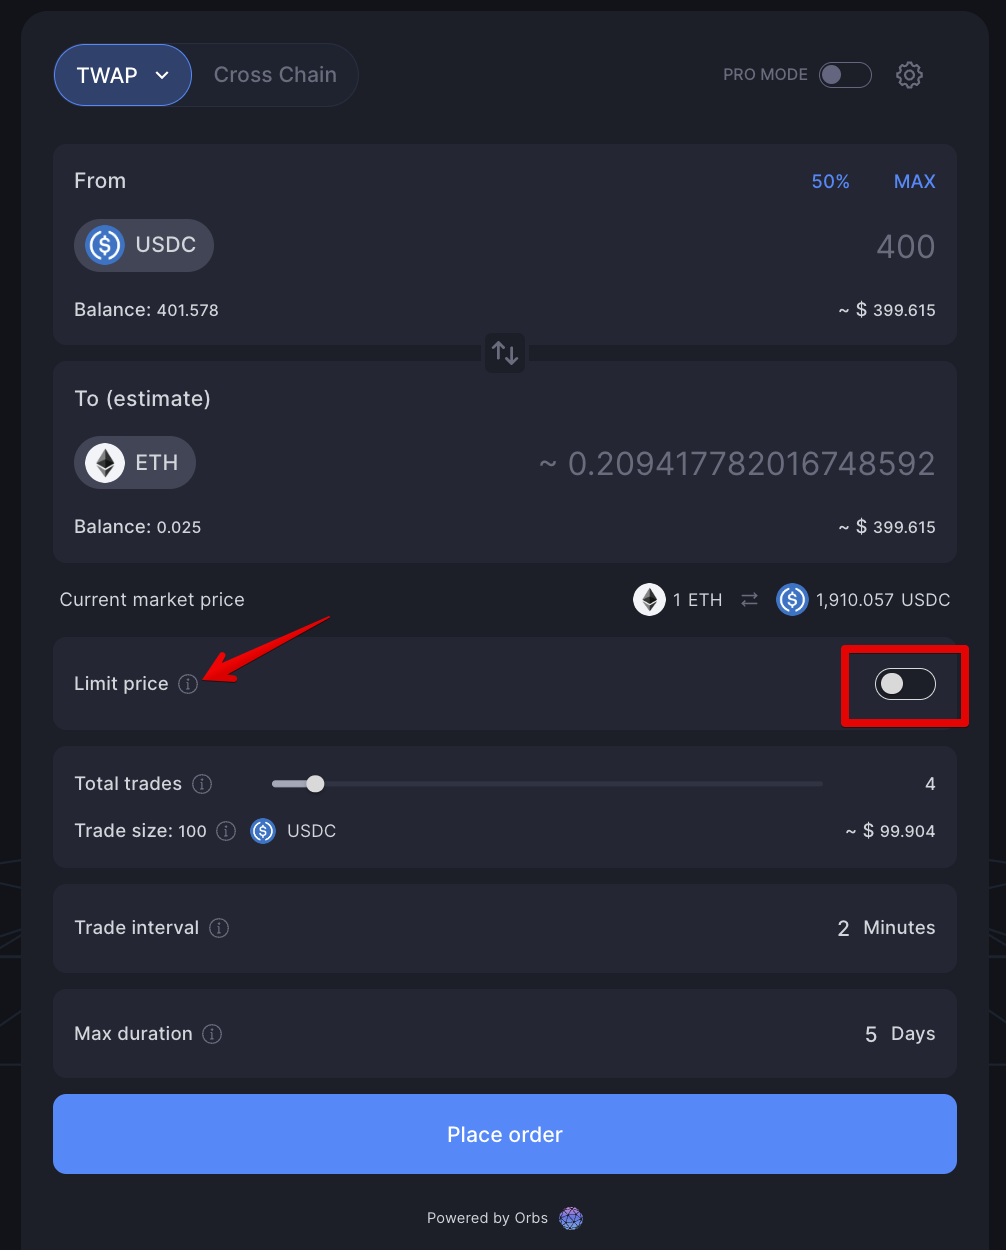 TWAP Cross Chain PRO MODE
From 50% MAX
USDC 400
Balance: 401.578 ~ $ 399.615
To (estimate)
ETH ~ 0.209417782016748592
Balance: 0.025 ~ $ 399.615
Current market price 1 ETH 1,910.057 USDC
Limit price
Total trades 4
Trade size: 100 USDC ~ $ 99.904
Trade interval 2 Minutes
Max duration 5 Days
Place order
Powered by Orbs